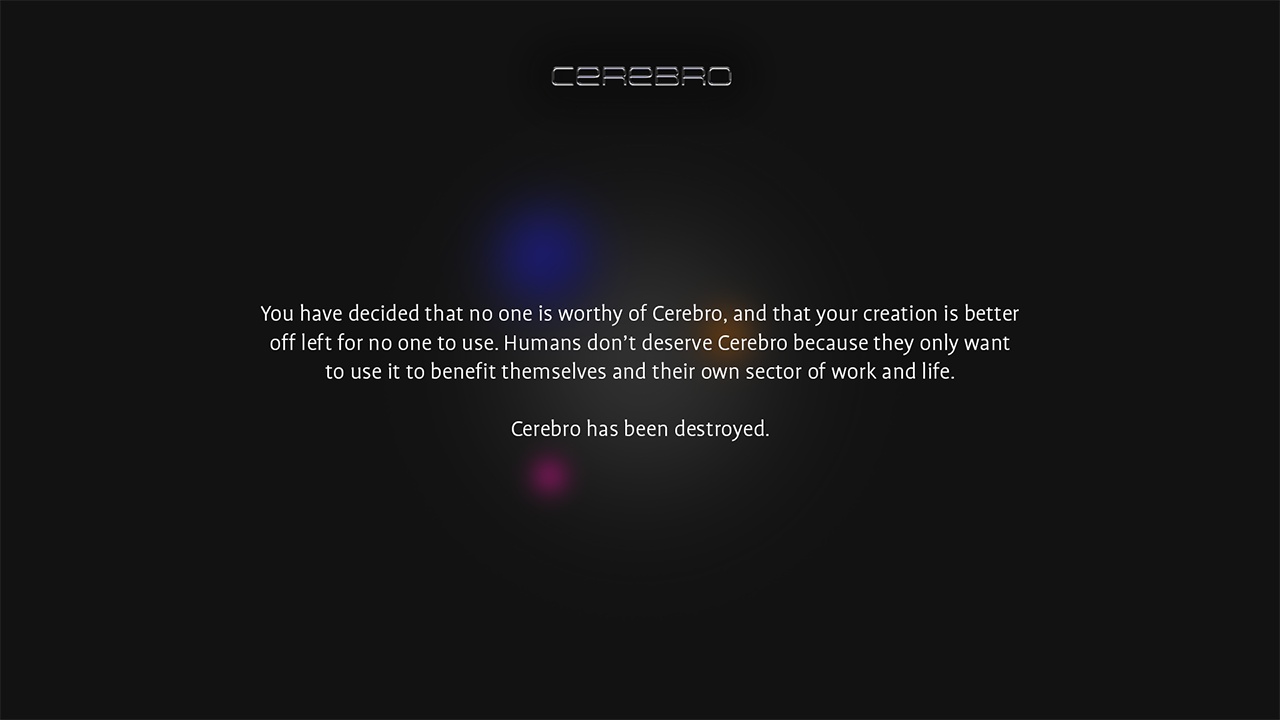 CEREBRO
You have decided that no one is worthy of Cerebro, and that your creation is better
off left for no one to use. Humans don’t deserve Cerebro because they only want
to use it to benefit themselves and their own sector of work and life.
Cerebro has been destroyed.